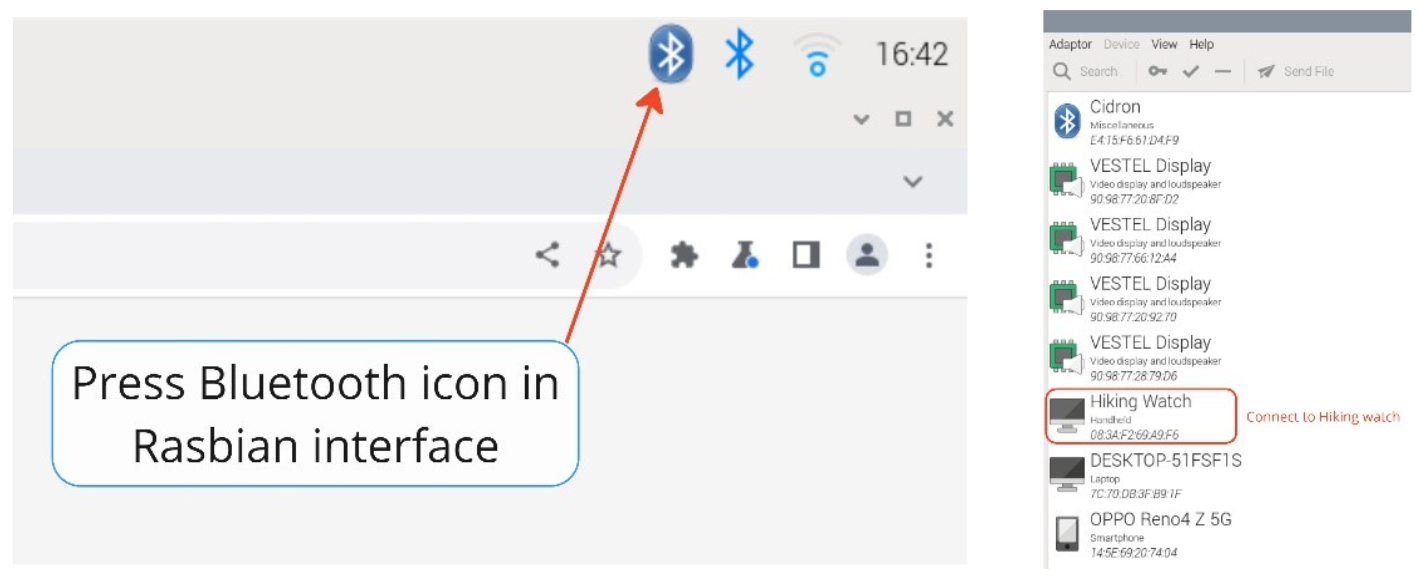 16:42
Press Bluetooth icon in
Rasbian interface
Adaptor Device View Help
Search Send File
Cidron
Miscellaneous
E4:15:F6:61:D4:F9
VESTEL Display
Video display and loudspeaker
90:98:77:20:8F:D2
VESTEL Display
Video display and loudspeaker
90:98:77:66:12:A4
VESTEL Display
Video display and loudspeaker
90:98:77:20:92:70
VESTEL Display
Video display and loudspeaker
90:98:77:28:79:D6
Hiking Watch
Handheld
08:3A:F2:69:A9:F6
Connect to Hiking watch
DESKTOP-51FSF1S
Laptop
7C:70:DB:3F:B9:1F
OPPO Reno4 Z 5G
Smartphone
14:5E:69:20:74:04